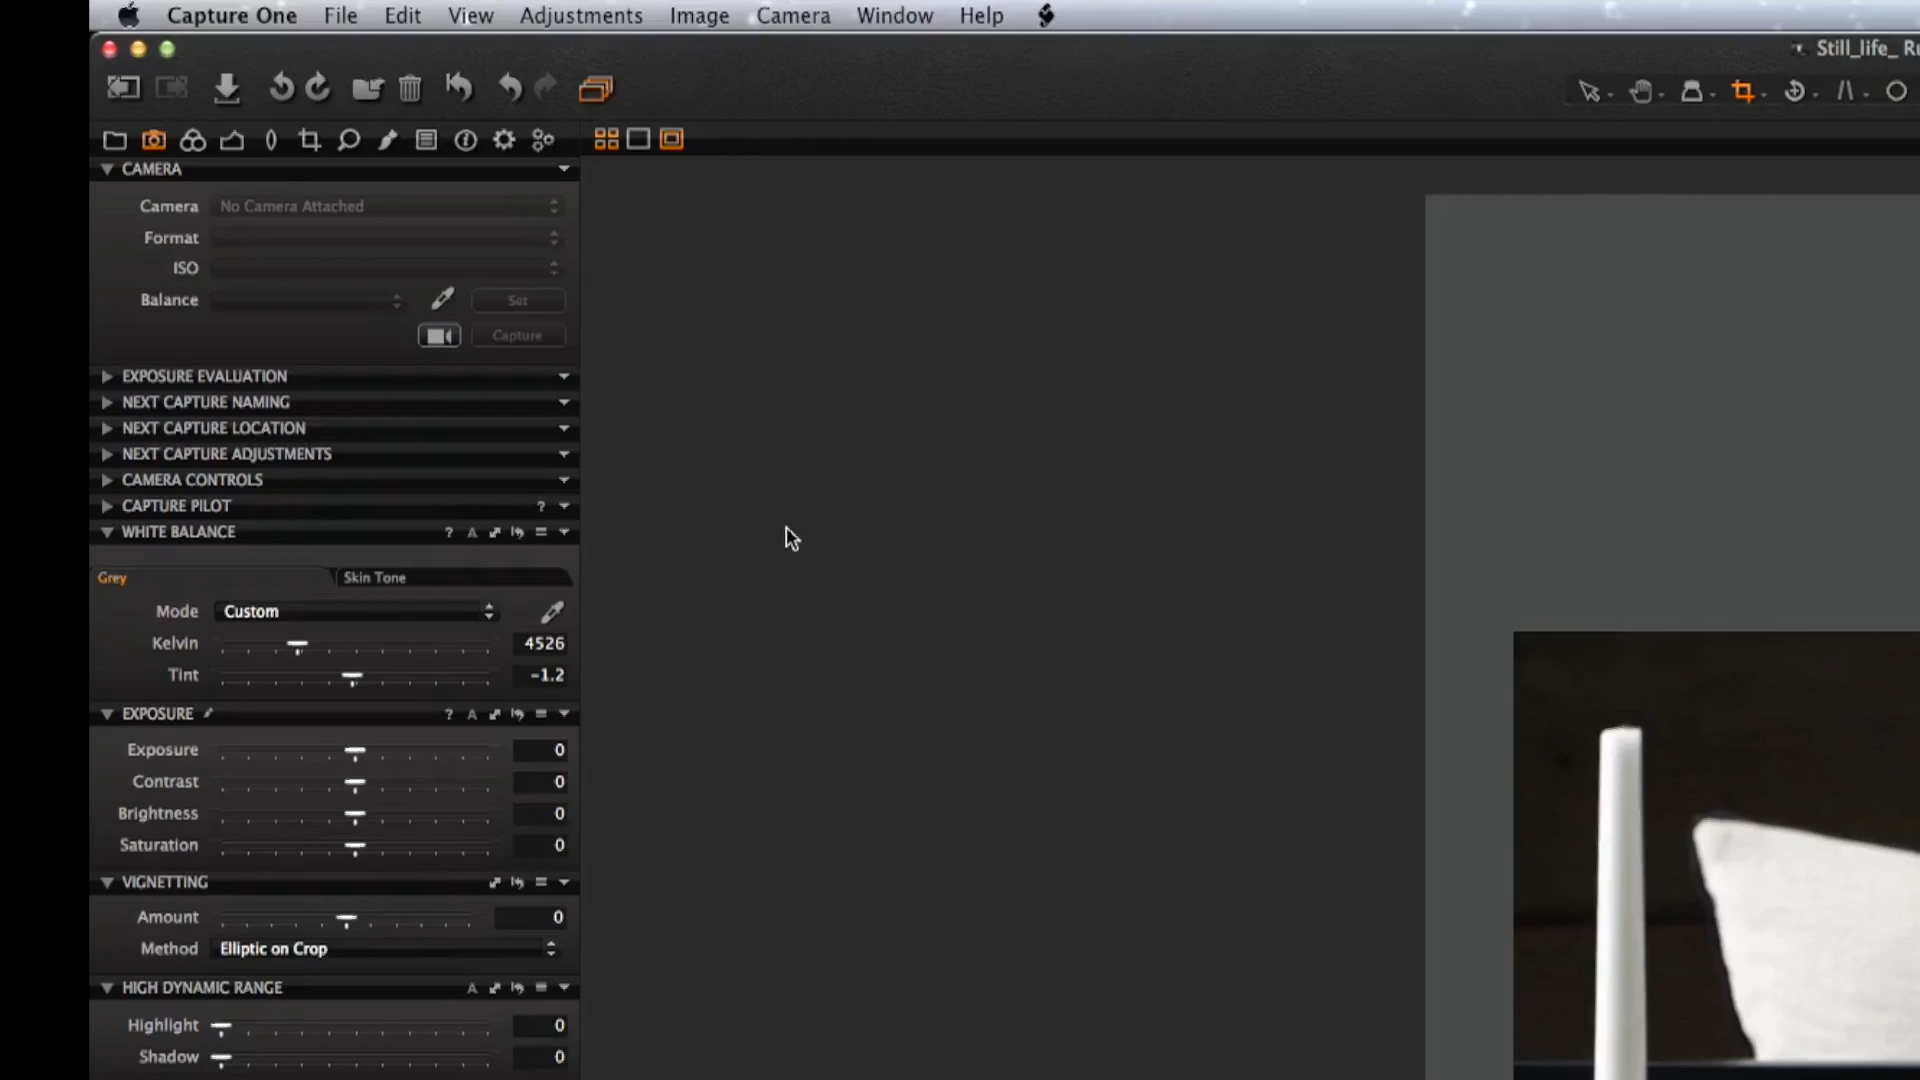 Capture One File Edit View Adjustments Image Camera Window Help
Still_life_
CAMERA
Camera No Camera Attached
Format
ISO
Balance Set
Capture
EXPOSURE EVALUATION
NEXT CAPTURE NAMING
NEXT CAPTURE LOCATION
NEXT CAPTURE ADJUSTMENTS
CAMERA CONTROLS
CAPTURE PILOT ?
WHITE BALANCE ? A
Grey Skin Tone
Mode Custom
Kelvin 4526
Tint -1.2
EXPOSURE ? A
Exposure 0
Contrast 0
Brightness 0
Saturation 0
VIGNETTING
Amount 0
Method Elliptic on Crop
HIGH DYNAMIC RANGE A
Highlight 0
Shadow 0